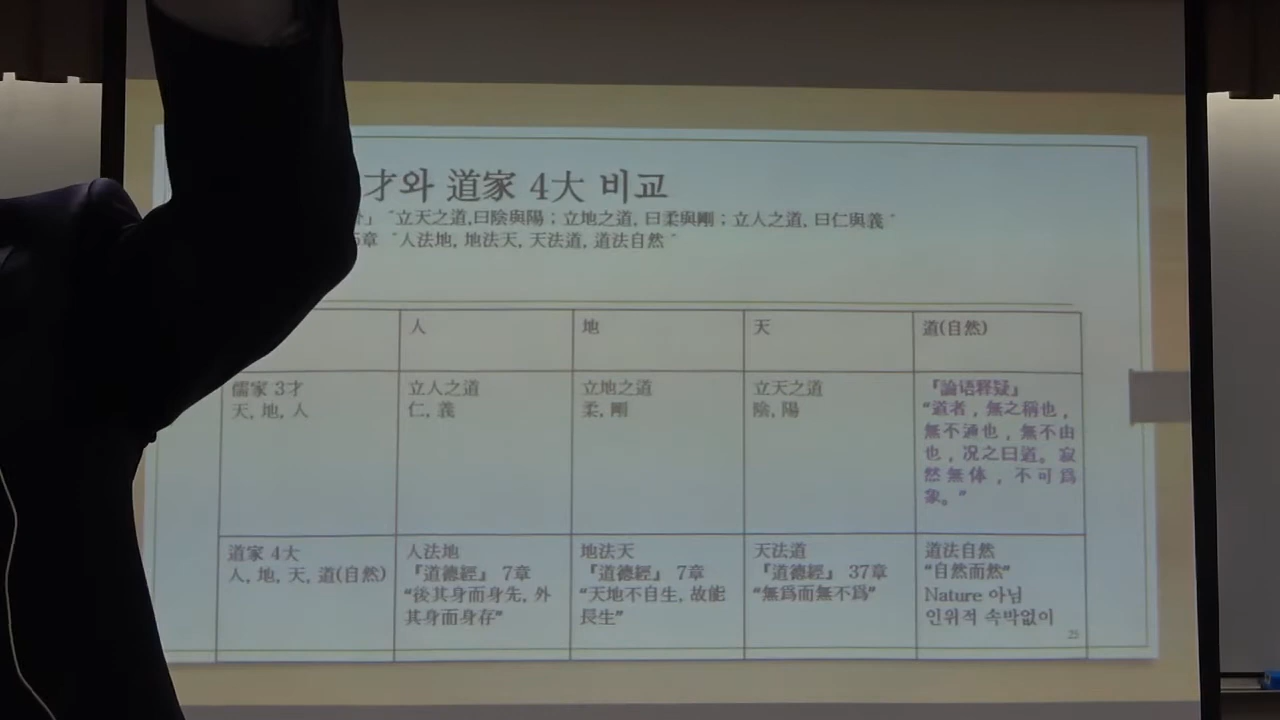 才와 道家 4大 비교
」 "立天之道,曰陰與陽 ; 立地之道, 曰柔與剛 ; 立人之道, 曰仁與義"
章 "人法地, 地法天, 天法道, 道法自然"
人
地
天
道(自然)
儒家 3才
天, 地, 人
立人之道
仁, 義
立地之道
柔, 剛
立天之道
陰, 陽
『論语释疑』
“道者 , 無之稱也 ,
無不通也 , 無不由
也 , 况之曰道。寂
然無体 , 不可爲
象。”
道家 4大
人, 地, 天, 道(自然)
人法地
『道德經』 7章
“後其身而身先, 外
其身而身存”
地法天
『道德經』 7章
“天地不自生, 故能
長生”
天法道
『道德經』 37章
“無爲而無不爲”
道法自然
“自然而然”
Nature 아님
인위적 속박없이
25